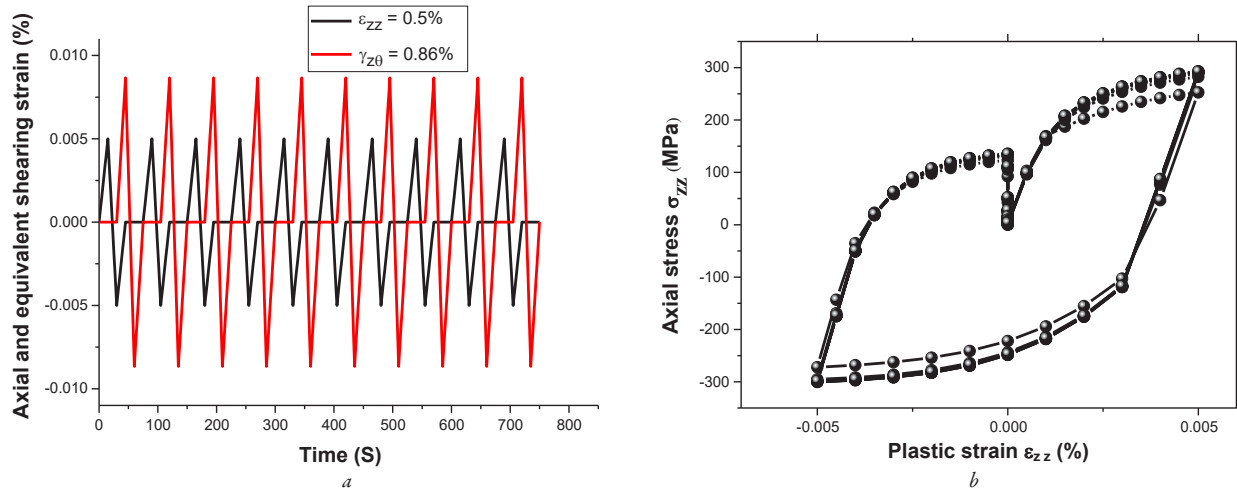 ε_zz = 0.5%
γ_zθ = 0.86%
Axial and equivalent shearing strain (%)
0.010
0.005
0.000
-0.005
-0.010
0 100 200 300 400 500 600 700 800
Time (S)
a
Axial stress σ_zz (MPa)
300
200
100
0
-100
-200
-300
-0.005 0.000 0.005
Plastic strain ε_z z (%)
b